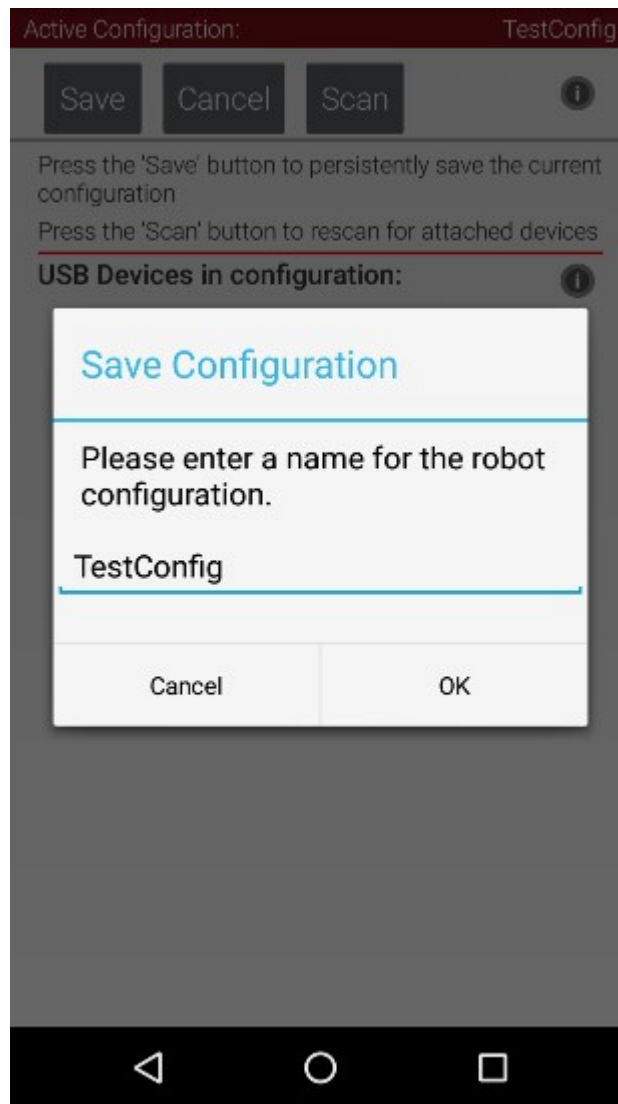 Active Configuration: TestConfig
Save Cancel Scan
Press the 'Save' button to persistently save the current
configuration
Press the 'Scan' button to rescan for attached devices
USB Devices in configuration:
Save Configuration
Please enter a name for the robot
configuration.
TestConfig
Cancel OK